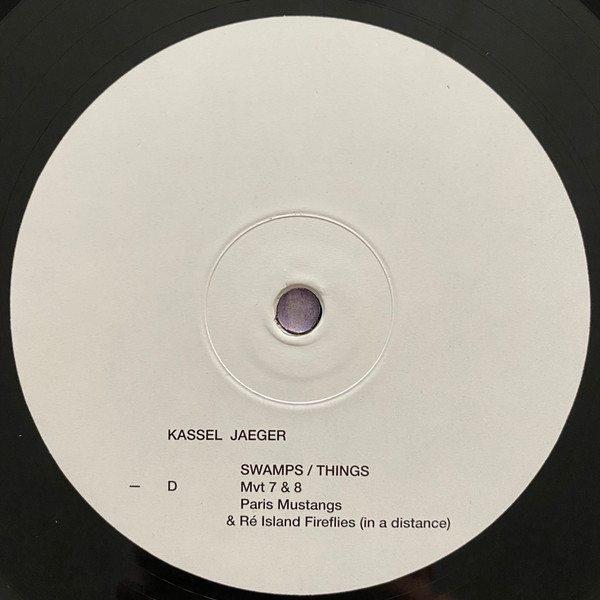 KASSEL JAEGER
SWAMPS / THINGS
— D Mvt 7 & 8
Paris Mustangs
& Ré Island Fireflies (in a distance)